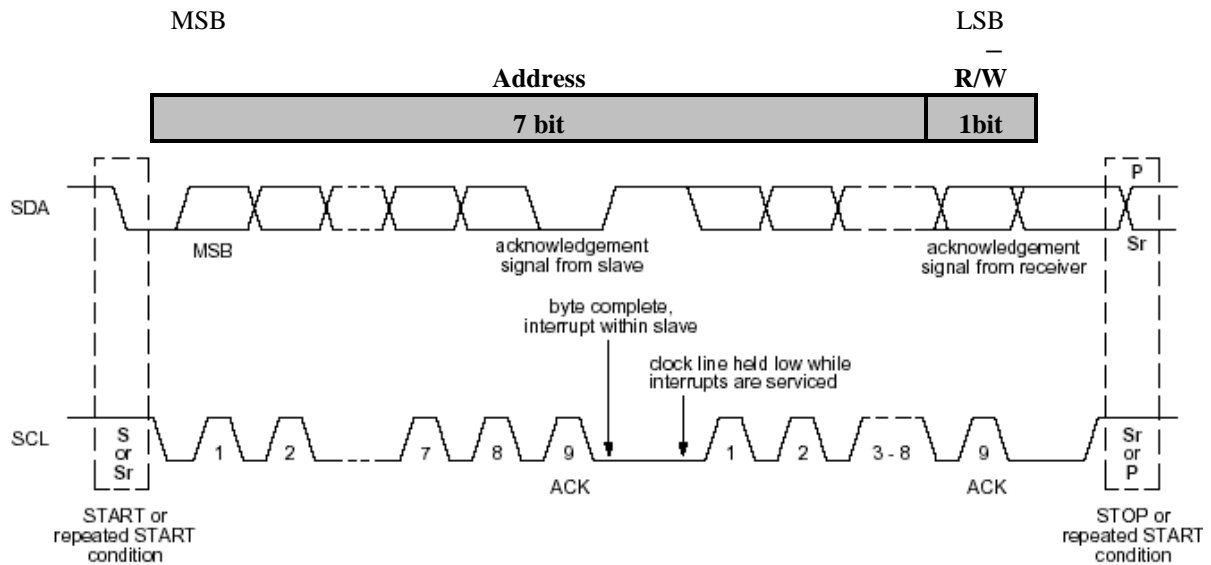 MSB LSB
_
Address R/W
7 bit 1bit
SDA
P
MSB
acknowledgement
signal from slave
acknowledgement
signal from receiver
Sr
byte complete,
interrupt within slave
clock line held low while
interrupts are serviced
SCL
S
or
Sr
1 2 7 8 9 1 2 3 - 8 9
Sr
or
P
ACK ACK
START or
repeated START
condition
STOP or
repeated START
condition